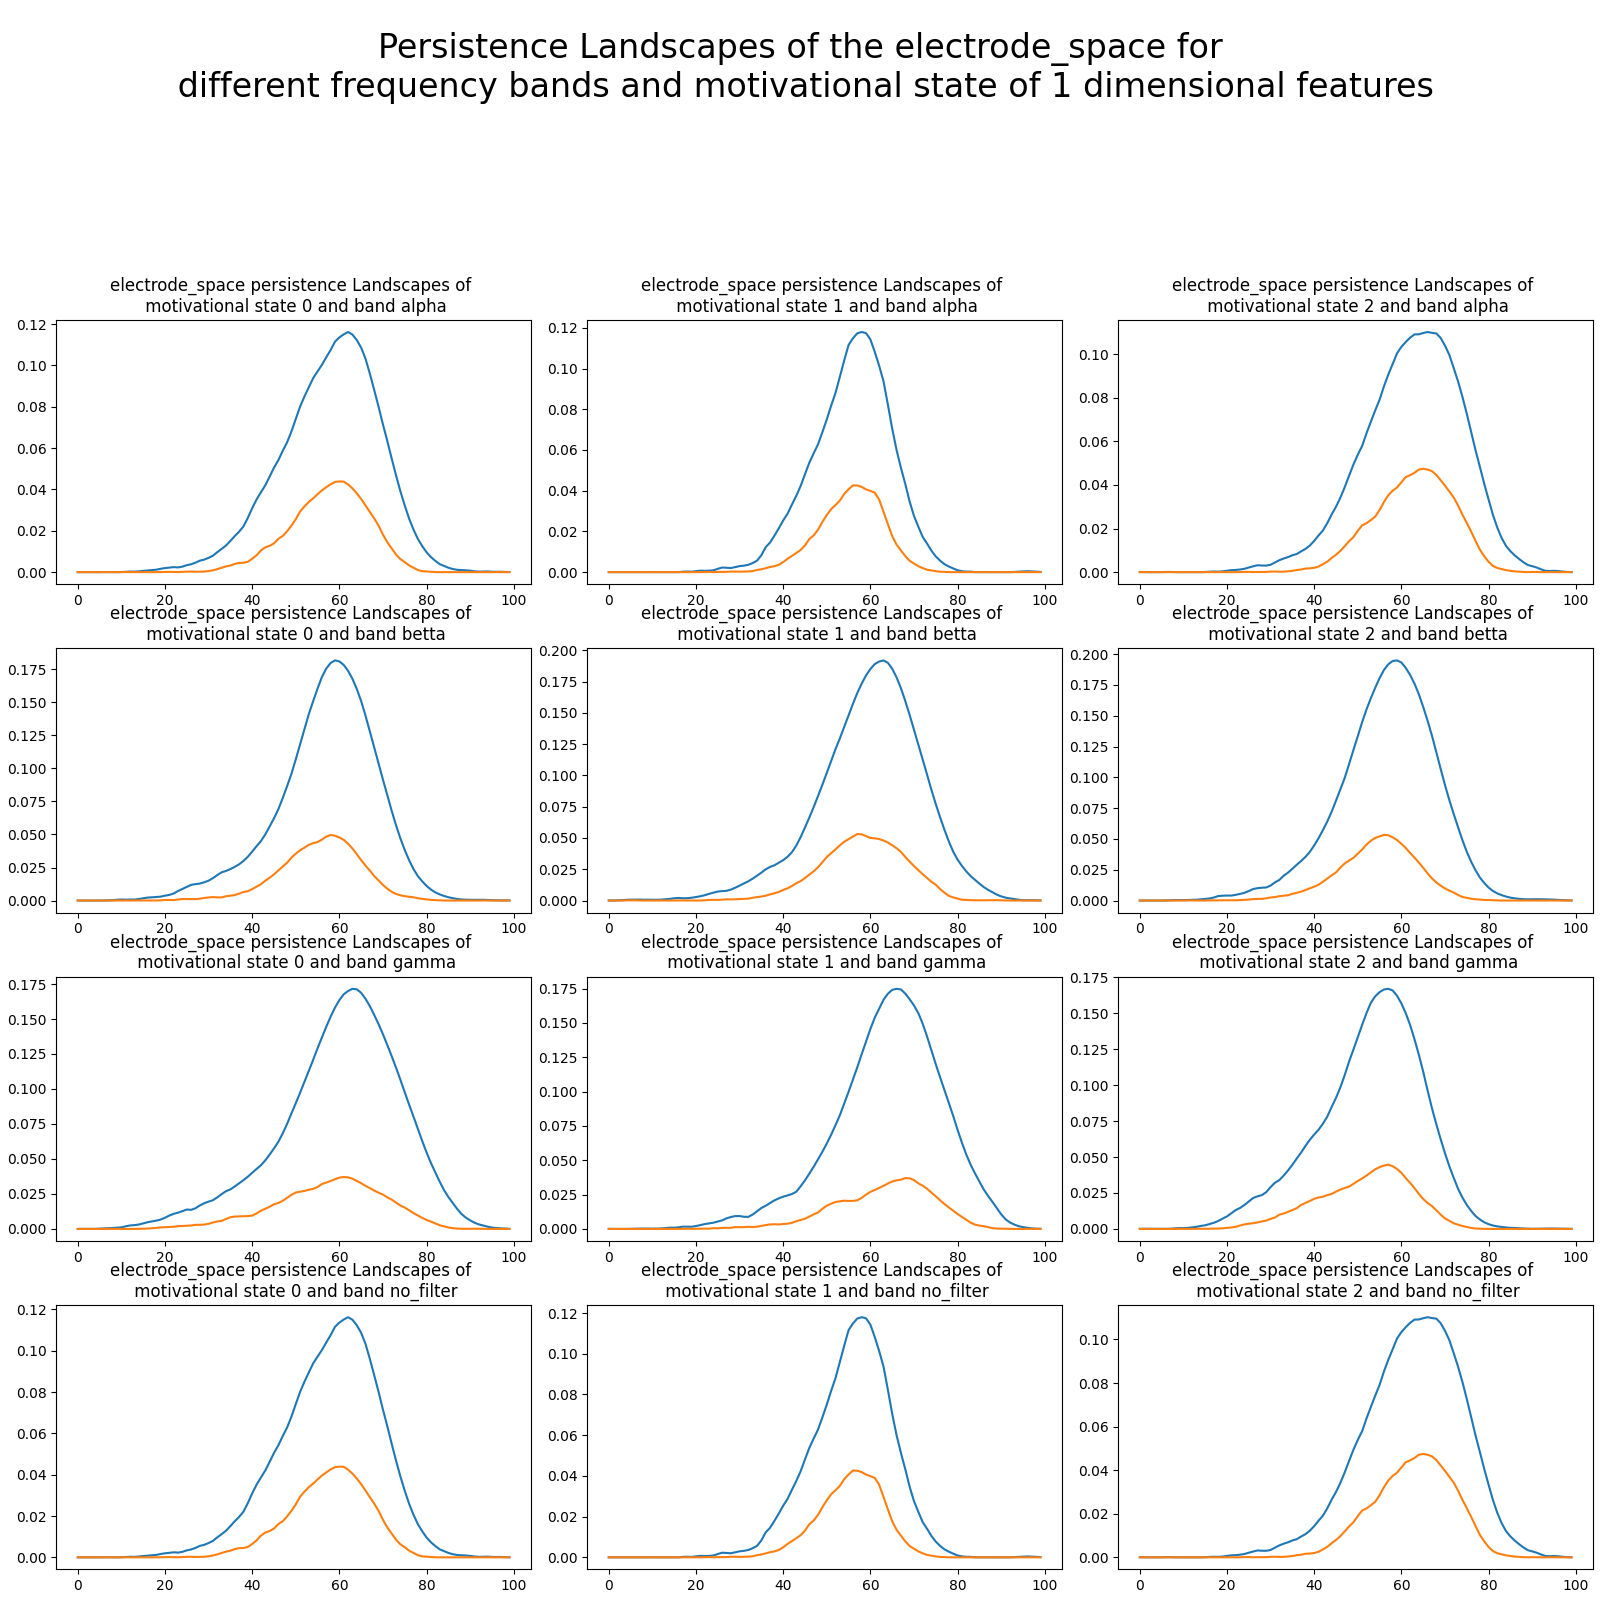 Persistence Landscapes of the electrode_space for
different frequency bands and motivational state of 1 dimensional features
electrode_space persistence Landscapes of
motivational state 0 and band alpha
0.12
0.10
0.08
0.06
0.04
0.02
0.00
0 20 40 60 80 100
electrode_space persistence Landscapes of
motivational state 1 and band alpha
0.12
0.10
0.08
0.06
0.04
0.02
0.00
0 20 40 60 80 100
electrode_space persistence Landscapes of
motivational state 2 and band alpha
0.10
0.08
0.06
0.04
0.02
0.00
0 20 40 60 80 100
electrode_space persistence Landscapes of
motivational state 0 and band betta
0.175
0.150
0.125
0.100
0.075
0.050
0.025
0.000
0 20 40 60 80 100
electrode_space persistence Landscapes of
motivational state 1 and band betta
0.200
0.175
0.150
0.125
0.100
0.075
0.050
0.025
0.000
0 20 40 60 80 100
electrode_space persistence Landscapes of
motivational state 2 and band betta
0.200
0.175
0.150
0.125
0.100
0.075
0.050
0.025
0.000
0 20 40 60 80 100
electrode_space persistence Landscapes of
motivational state 0 and band gamma
0.175
0.150
0.125
0.100
0.075
0.050
0.025
0.000
0 20 40 60 80 100
electrode_space persistence Landscapes of
motivational state 1 and band gamma
0.175
0.150
0.125
0.100
0.075
0.050
0.025
0.000
0 20 40 60 80 100
electrode_space persistence Landscapes of
motivational state 2 and band gamma
0.175
0.150
0.125
0.100
0.075
0.050
0.025
0.000
0 20 40 60 80 100
electrode_space persistence Landscapes of
motivational state 0 and band no_filter
0.12
0.10
0.08
0.06
0.04
0.02
0.00
0 20 40 60 80 100
electrode_space persistence Landscapes of
motivational state 1 and band no_filter
0.12
0.10
0.08
0.06
0.04
0.02
0.00
0 20 40 60 80 100
electrode_space persistence Landscapes of
motivational state 2 and band no_filter
0.10
0.08
0.06
0.04
0.02
0.00
0 20 40 60 80 100